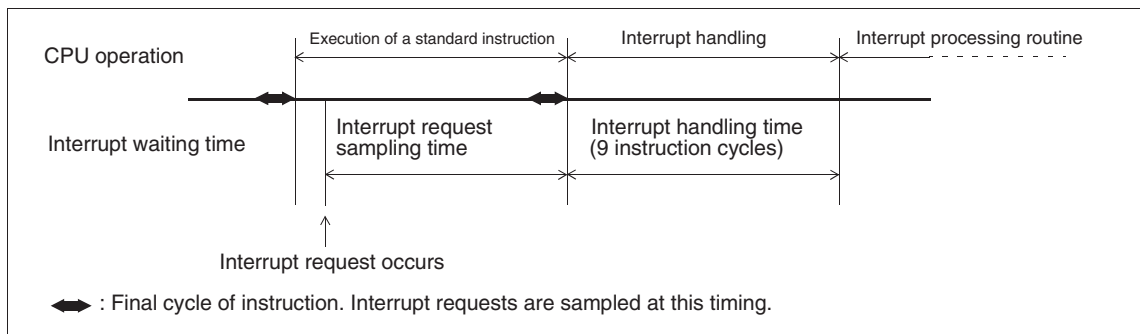 Execution of a standard instruction
Interrupt handling
Interrupt processing routine
CPU operation
Interrupt waiting time
Interrupt request
sampling time
Interrupt handling time
(9 instruction cycles)
Interrupt request occurs
: Final cycle of instruction. Interrupt requests are sampled at this timing.